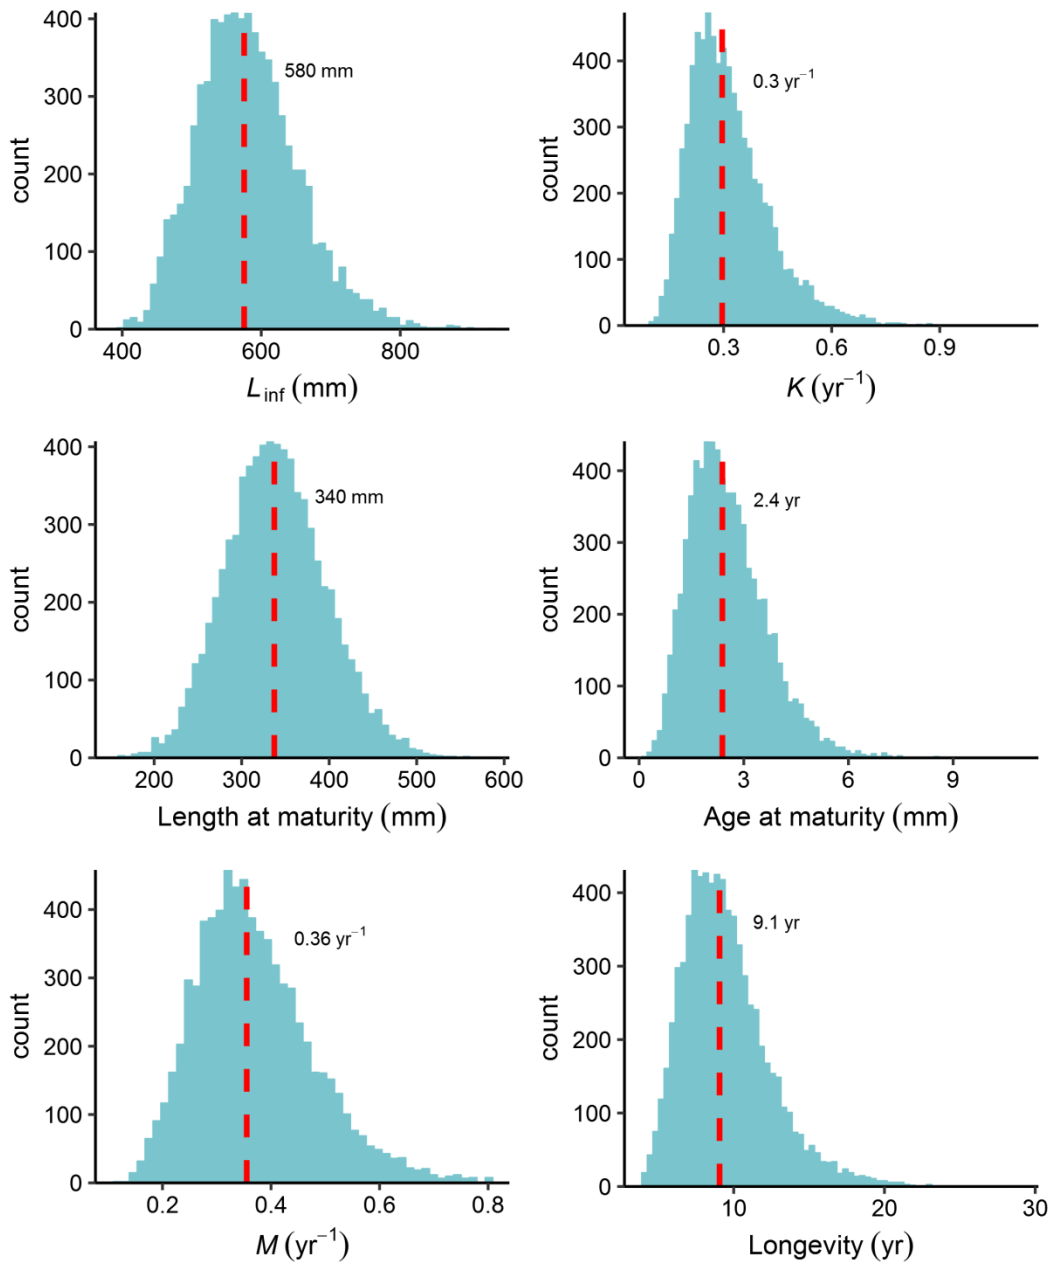 400
300
200
100
0
count
580 mm
400 600 800
L inf (mm)
400
300
200
100
0
count
0.3 yr⁻¹
0.3 0.6 0.9
K (yr⁻¹)
400
300
200
100
0
count
340 mm
200 300 400 500 600
Length at maturity (mm)
400
300
200
100
0
count
2.4 yr
0 3 6 9
Age at maturity (mm)
400
300
200
100
0
count
0.36 yr⁻¹
0.2 0.4 0.6 0.8
M (yr⁻¹)
400
300
200
100
0
count
9.1 yr
10 20 30
Longevity (yr)